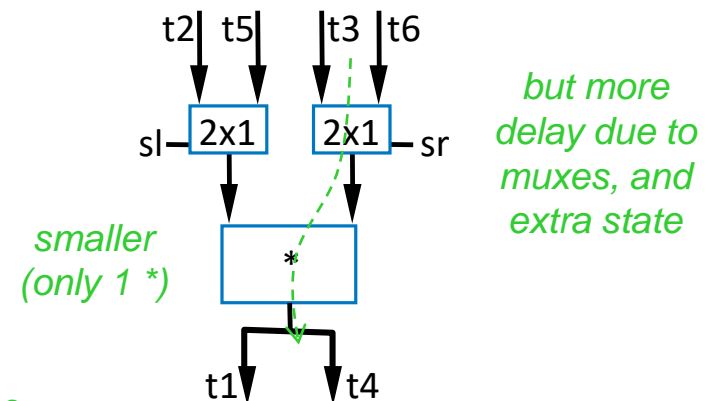 t2 t5 t3 t6
sl 2x1 2x1 sr
but more
delay due to
muxes, and
extra state
smaller
(only 1 *)
*
t1 t4